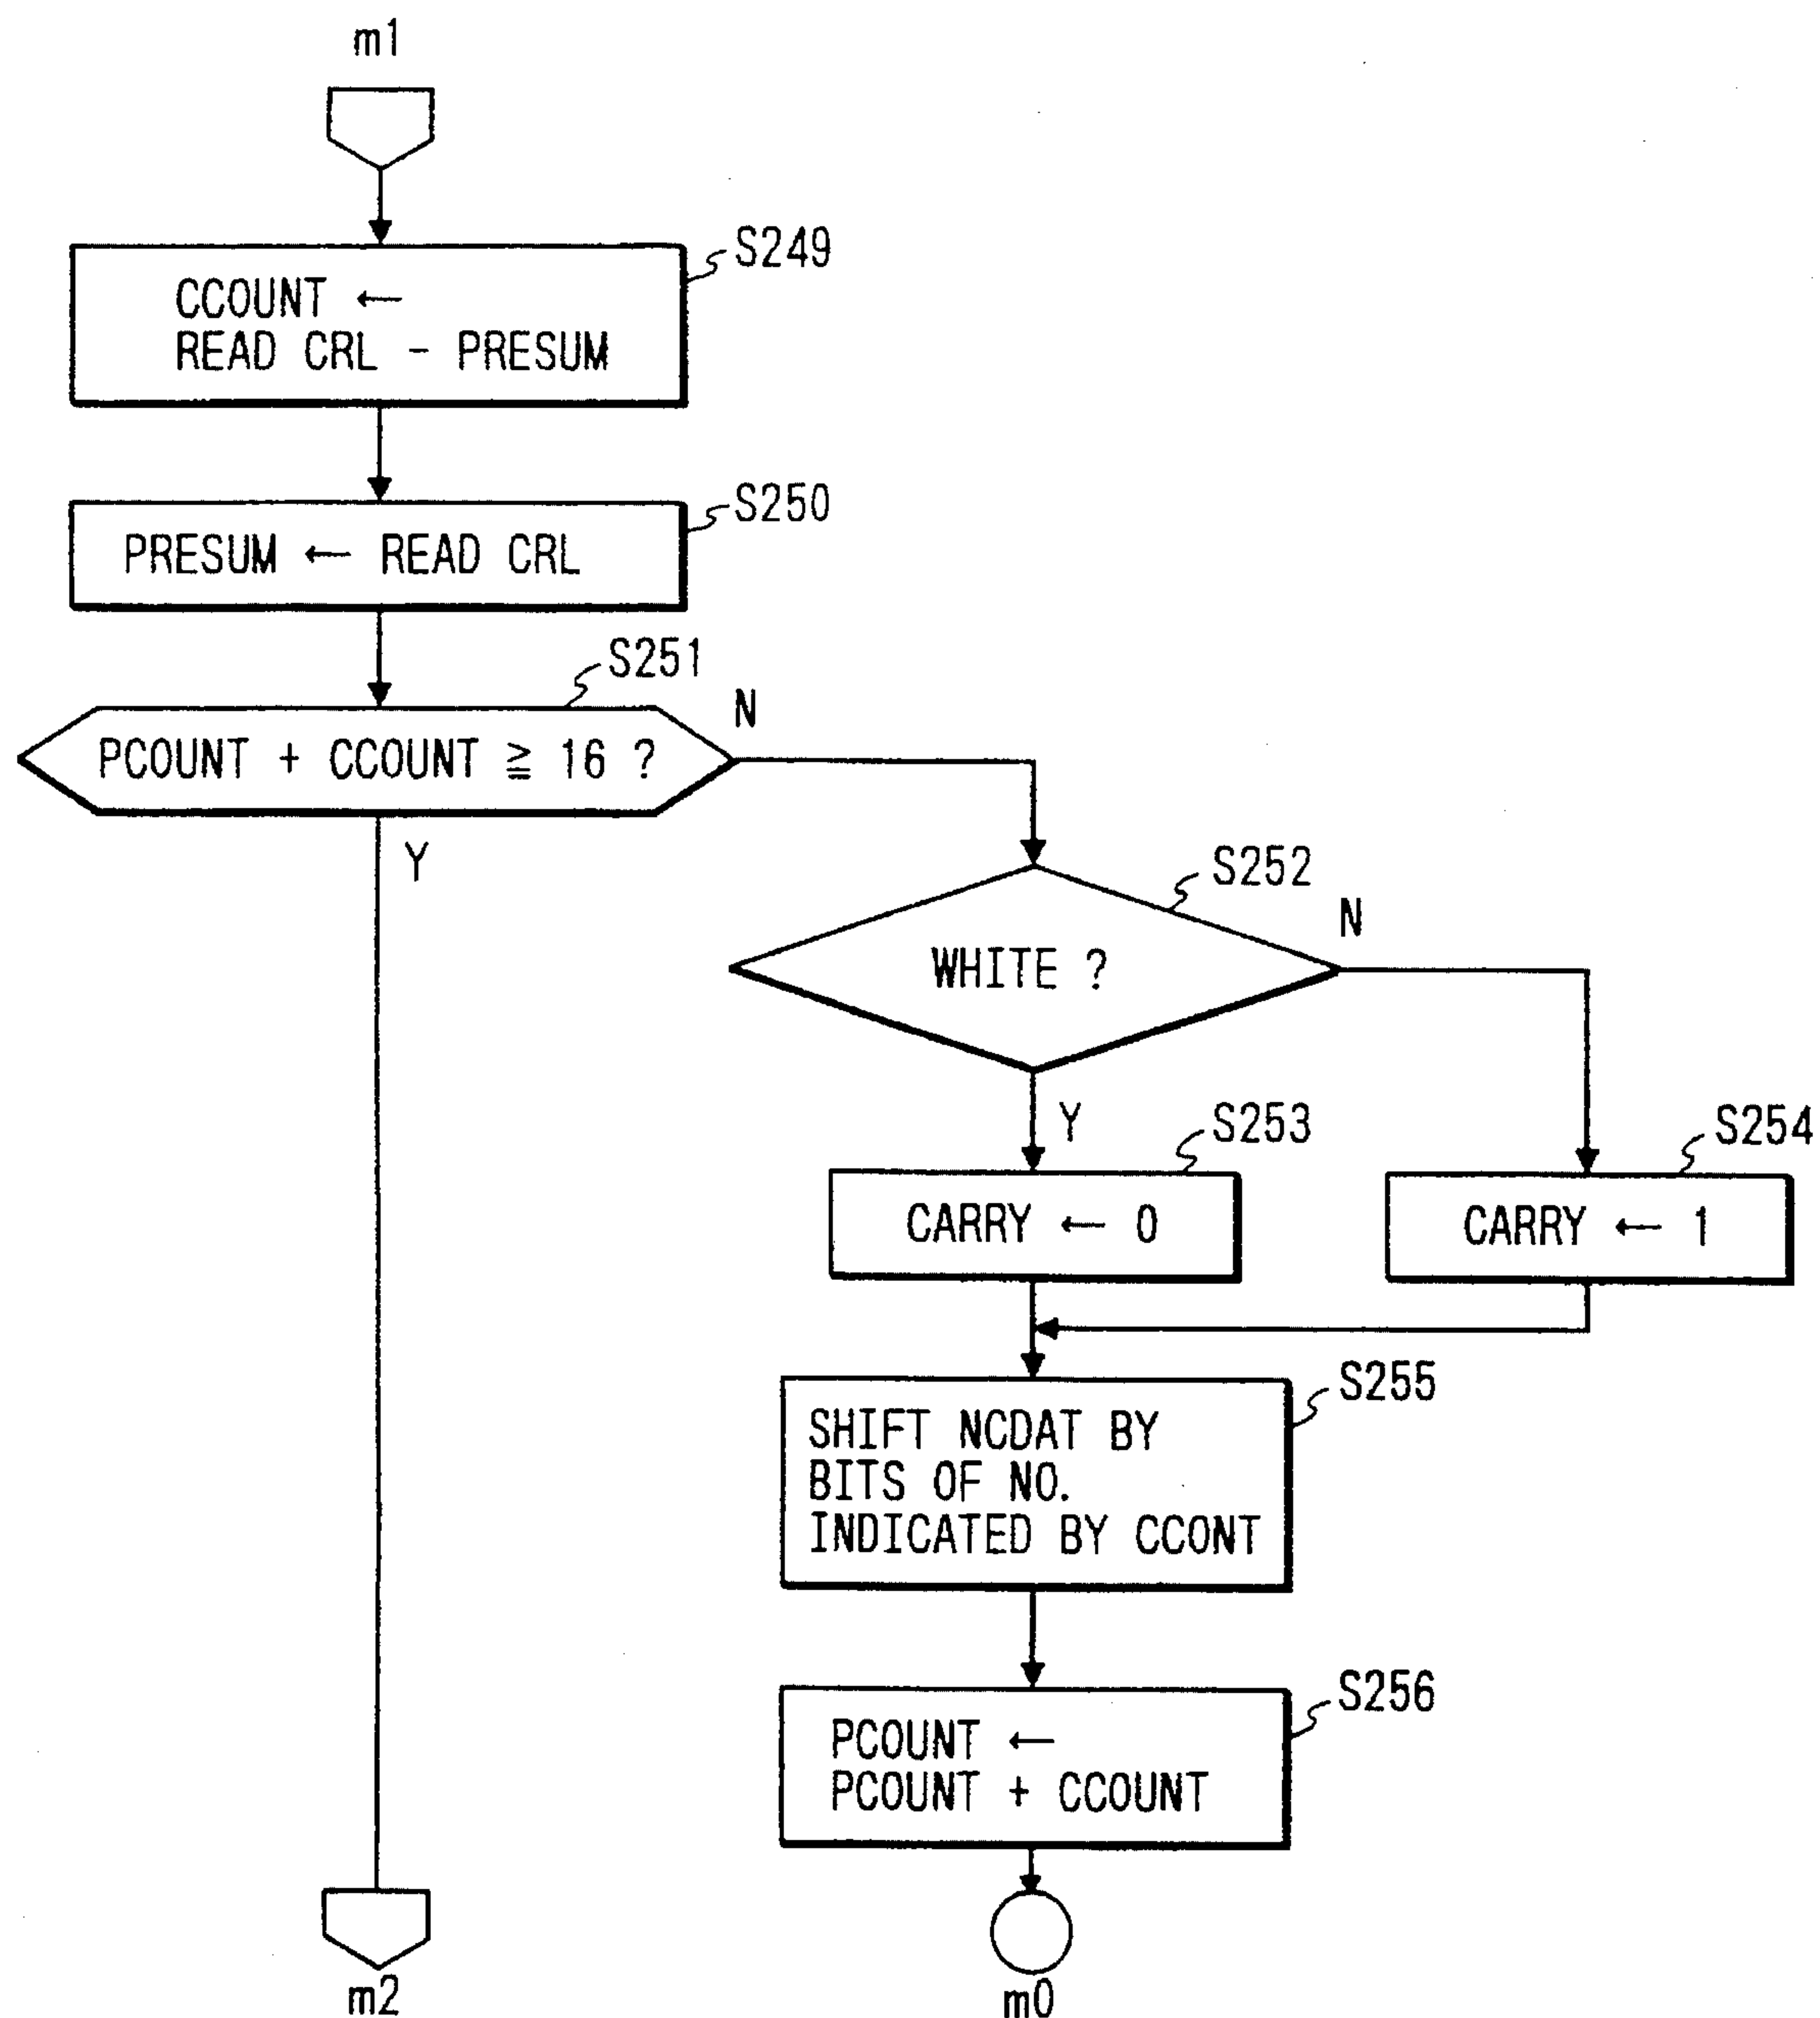 m1
S249
CCOUNT ←
READ CRL - PRESUM
S250
PRESUM ← READ CRL
S251
PCOUNT + CCOUNT ≧ 16 ?
N
Y
S252
WHITE ?
N
Y
S253
CARRY ← 0
S254
CARRY ← 1
S255
SHIFT NCDAT BY
BITS OF NO.
INDICATED BY CCONT
S256
PCOUNT ←
PCOUNT + CCOUNT
m2
m0